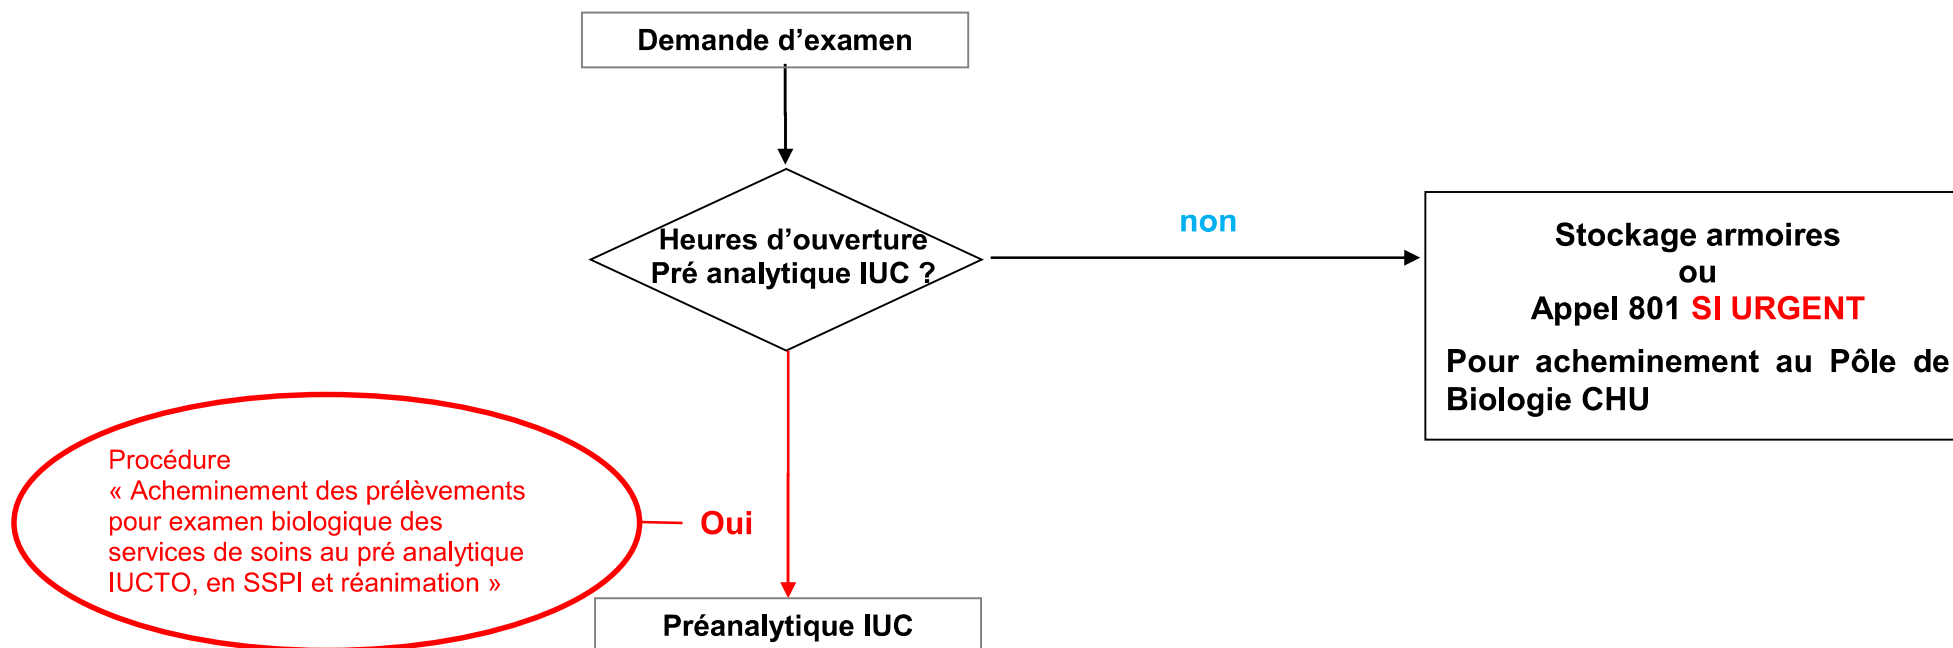 Demande d’examen
Heures d’ouverture
Pré analytique IUC ?
non
Stockage armoires
ou
Appel 801 SI URGENT
Pour acheminement au Pôle de
Biologie CHU
Procédure
« Acheminement des prélèvements
pour examen biologique des
services de soins au pré analytique
IUCTO, en SSPI et réanimation »
Oui
Préanalytique IUC